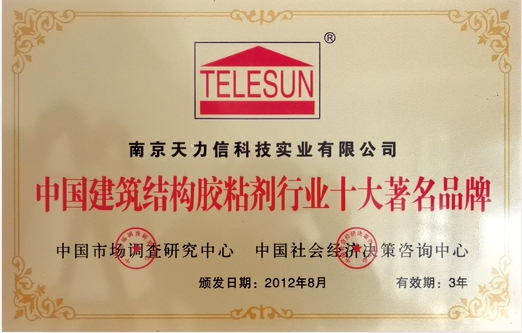 TELESUN®
南京天力信科技实业有限公司
中国建筑结构胶粘剂行业十大著名品牌
中国市场调查研究中心 中国社会经济决策咨询中心
颁发日期：2012年8月 有效期：3年